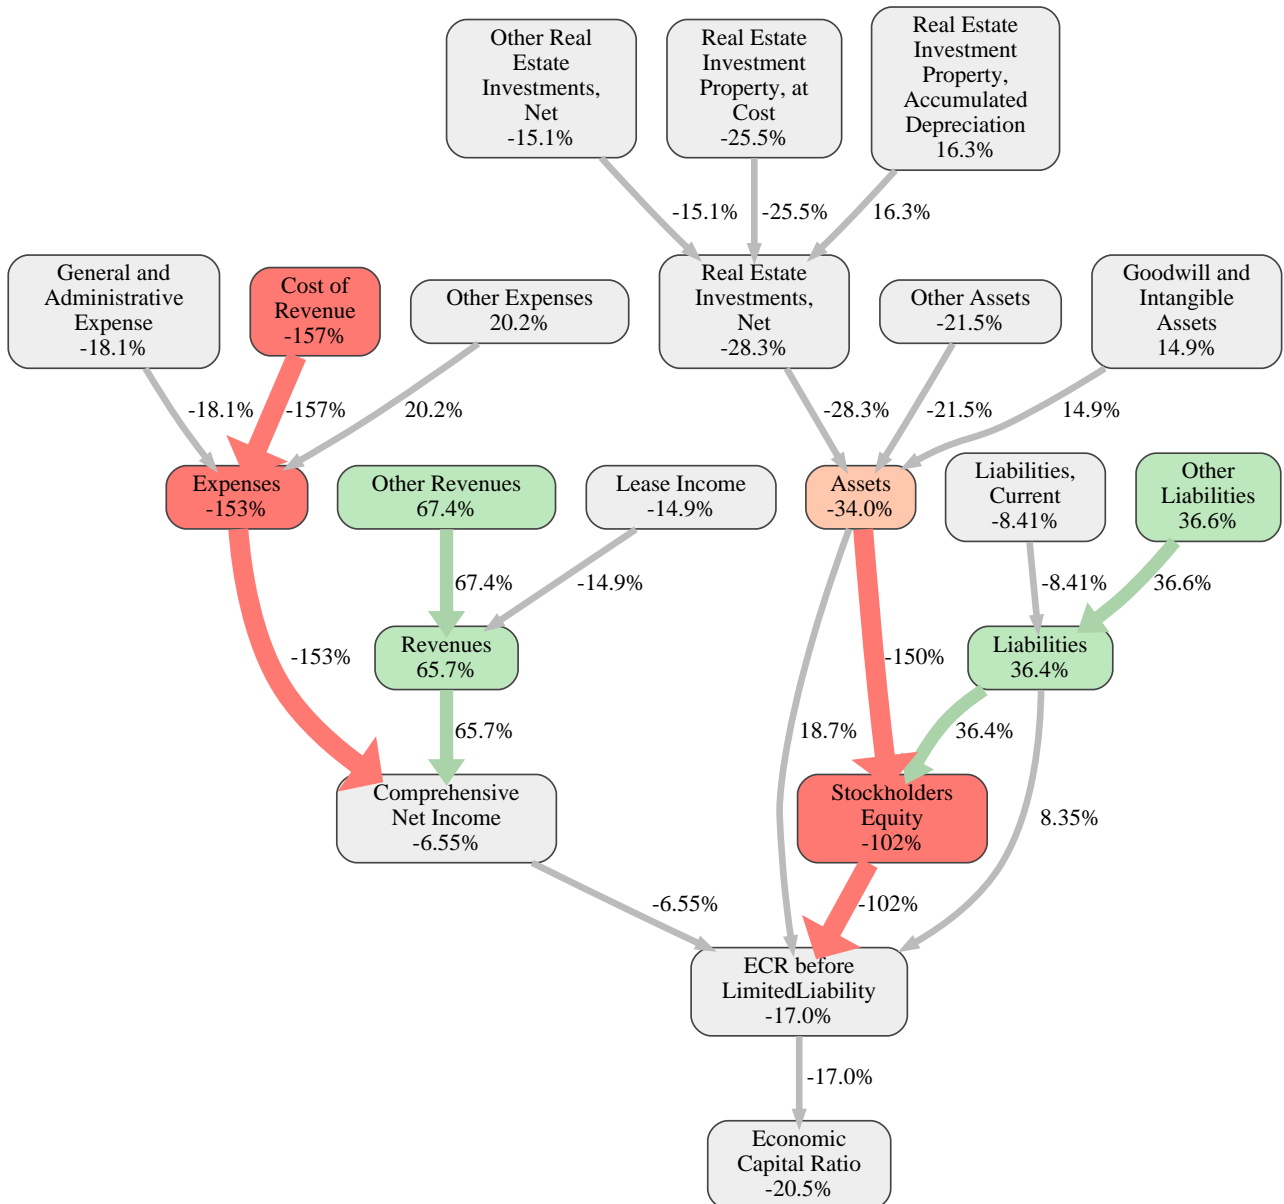 Other Real
Estate
Investments,
Net
-15.1%
Real Estate
Investment
Property, at
Cost
-25.5%
Real Estate
Investment
Property,
Accumulated
Depreciation
16.3%
-15.1%
-25.5%
16.3%
General and
Administrative
Expense
-18.1%
Cost of
Revenue
-157%
Other Expenses
20.2%
Real Estate
Investments,
Net
-28.3%
Other Assets
-21.5%
Goodwill and
Intangible
Assets
14.9%
-18.1%
-157%
20.2%
-28.3%
-21.5%
14.9%
Expenses
-153%
Other Revenues
67.4%
Lease Income
-14.9%
Assets
-34.0%
Liabilities,
Current
-8.41%
Other
Liabilities
36.6%
67.4%
-14.9%
-8.41%
36.6%
-153%
Revenues
65.7%
-150%
Liabilities
36.4%
65.7%
18.7%
36.4%
Comprehensive
Net Income
-6.55%
Stockholders
Equity
-102%
8.35%
-6.55%
-102%
ECR before
LimitedLiability
-17.0%
-17.0%
Economic
Capital Ratio
-20.5%